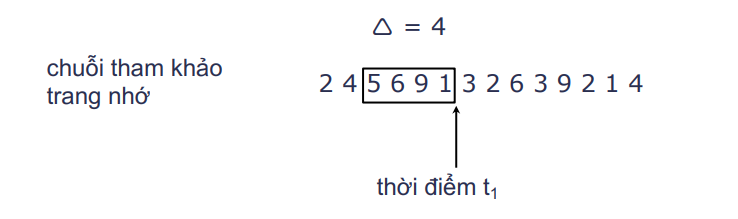 △ = 4
chuỗi tham khảo
trang nhớ
2 4 5 6 9 1 3 2 6 3 9 2 1 4
thời điểm t₁